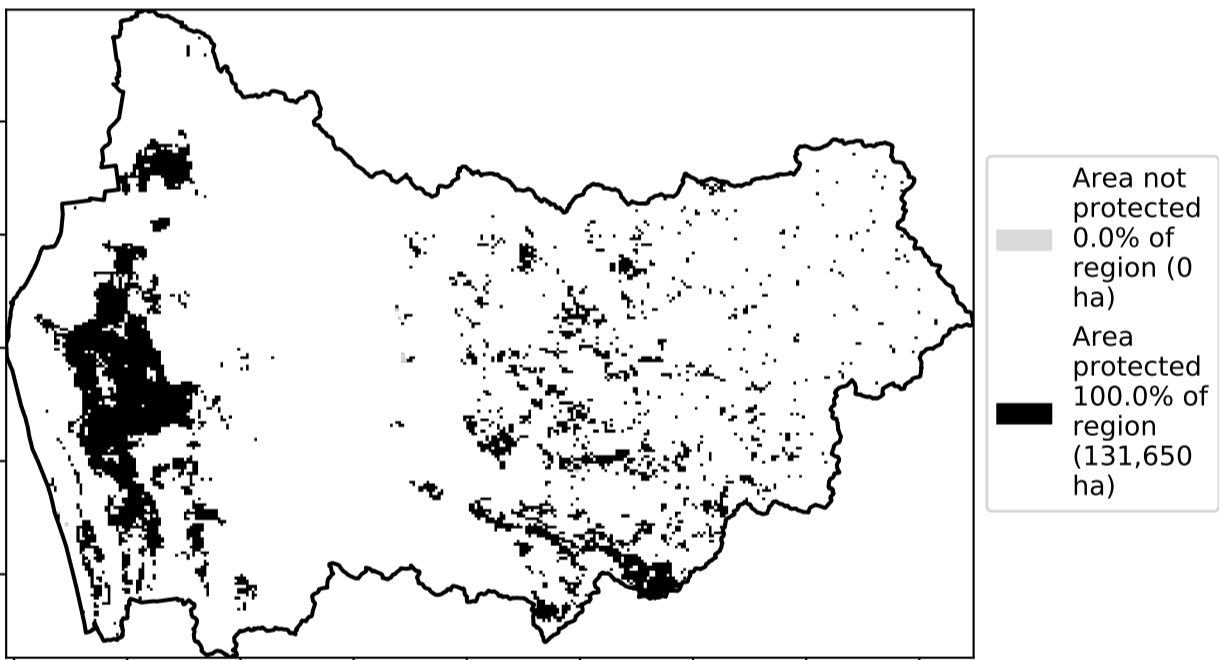 Area not
protected
0.0% of
region (0
ha)
Area
protected
100.0% of
region
(131,650
ha)